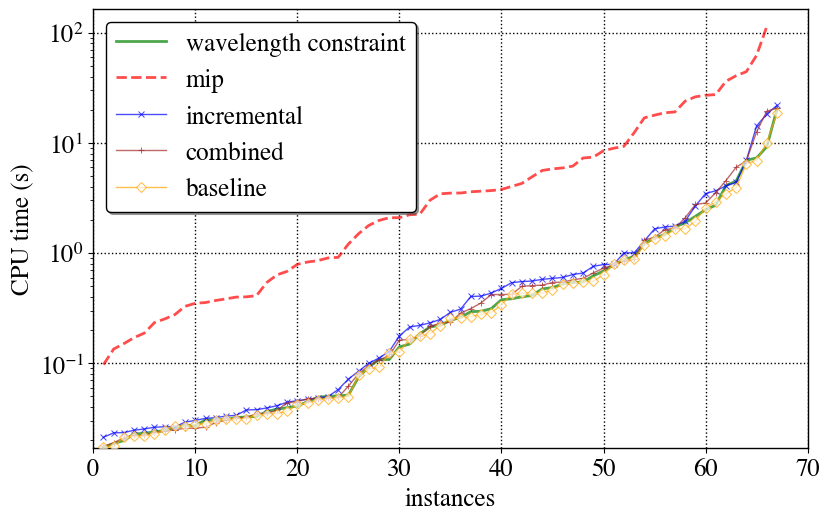 wavelength constraint
mip
incremental
combined
baseline
CPU time (s)
10²
10¹
10⁰
10⁻¹
0 10 20 30 40 50 60 70
instances